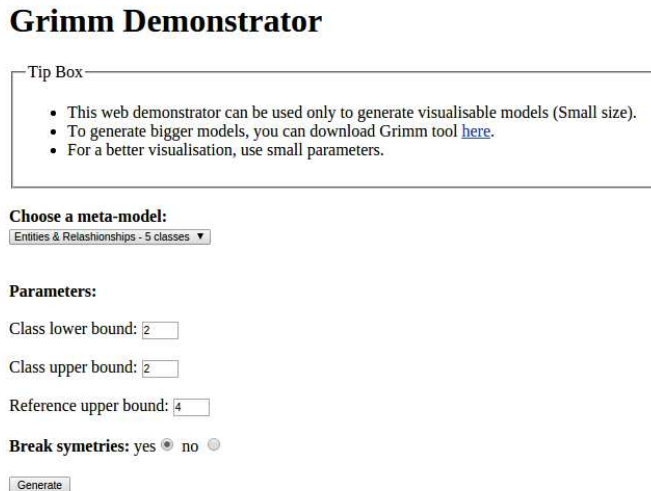 Grimm Demonstrator
Tip Box
This web demonstrator can be used only to generate visualisable models (Small size).
To generate bigger models, you can download Grimm tool here.
For a better visualisation, use small parameters.
Choose a meta-model:
Entities & Relashionships - 5 classes ▼
Parameters:
Class lower bound: 2
Class upper bound: 2
Reference upper bound: 4
Break symetries: yes no
Generate